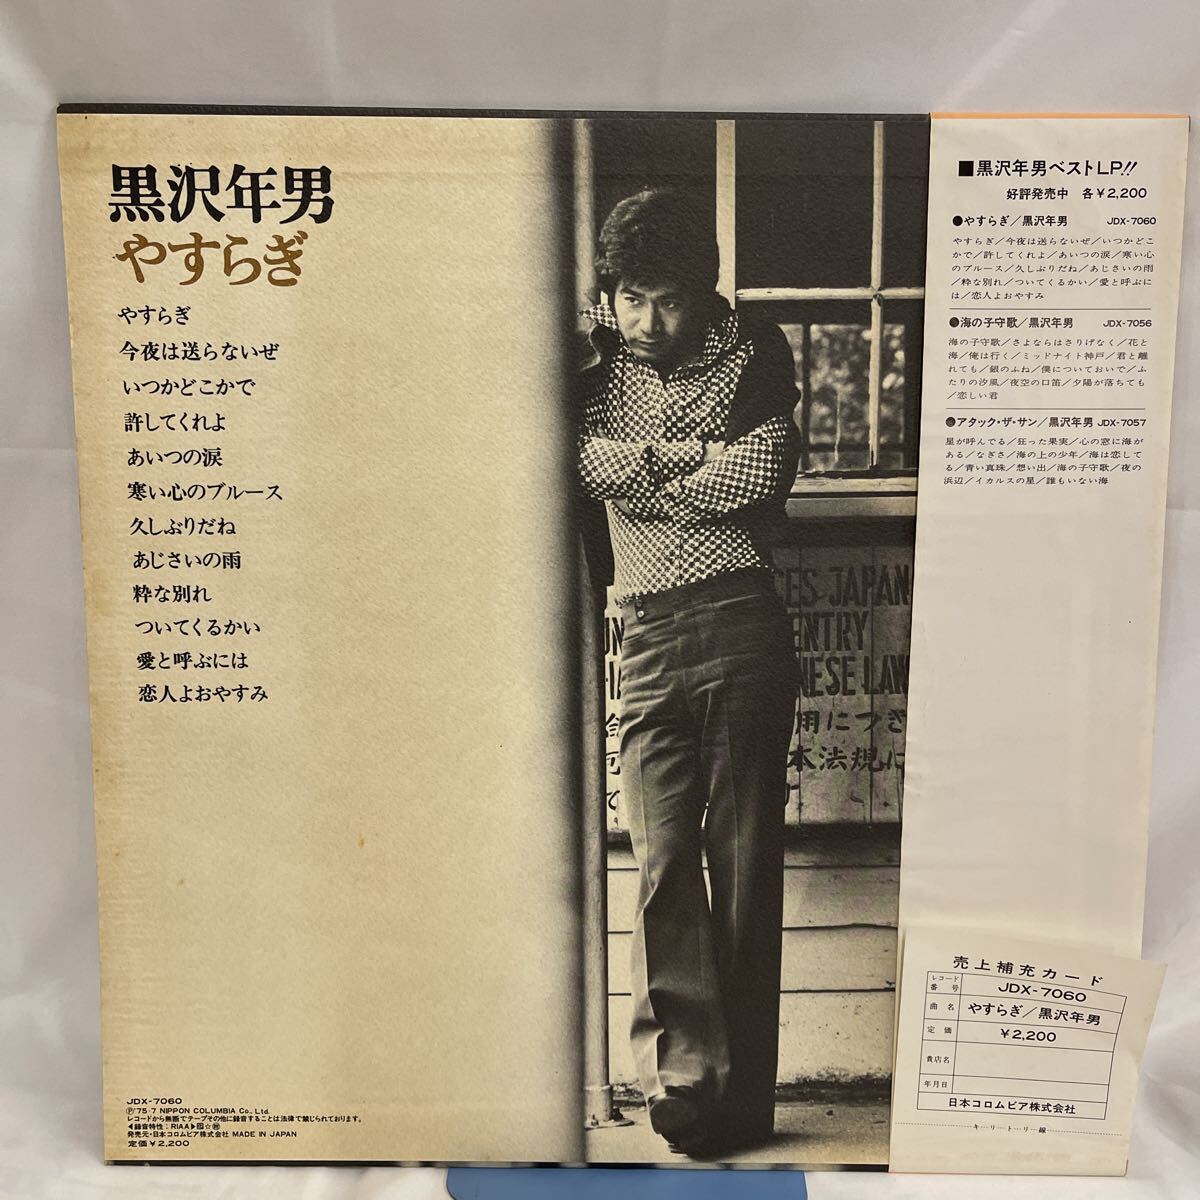 黒沢年男
やすらぎ
やすらぎ
今夜は送らないぜ
いつかどこかで
許してくれよ
あいつの涙
寒い心のブルース
久しぶりだね
あじさいの雨
粋な別れ
ついてくるかい
愛と呼ぶには
恋人よおやすみ
JDX-7060
Ⓟ'75·7 NIPPON COLUMBIA Co., Ltd.
レコードから無断でテープその他に録音することは法律で禁じられております。
◀録音特性:RIAA▶
発売元・日本コロムビア株式会社 MADE IN JAPAN
定価¥2,200
CES JAPAN
ENTRY
NESE LAW
用につき
本法規に
■黒沢年男ベストLP!!
好評発売中 各¥2,200
●やすらぎ/黒沢年男 JDX-7060
やすらぎ/今夜は送らないぜ/いつかどこ
かで/許してくれよ/あいつの涙/寒い心
のブルース/久しぶりだね/あじさいの雨
/粋な別れ/ついてくるかい/愛と呼ぶに
は/恋人よおやすみ
●海の子守歌/黒沢年男 JDX-7056
海の子守歌/さよならはさりげなく/花と
海/俺は行く/ミッドナイト神戸/君と離
れても/銀のふね/僕についておいで/ふ
たりの汐風/夜空の口笛/夕陽が落ちても
/恋しい君
●アタック・ザ・サン/黒沢年男 JDX-7057
星が呼んでる/狂った果実/心の窓に海が
ある/なぎさ/海の上の少年/海は恋して
る/青い真珠/想い出/海の子守歌/夜の
浜辺/イカルスの星/誰もいない海
売上補充カード
レコード番号 JDX-7060
曲名 やすらぎ/黒沢年男
定価 ¥2,200
貴店名
年月日
日本コロムビア株式会社
……キ…リ…ト…リ…線……